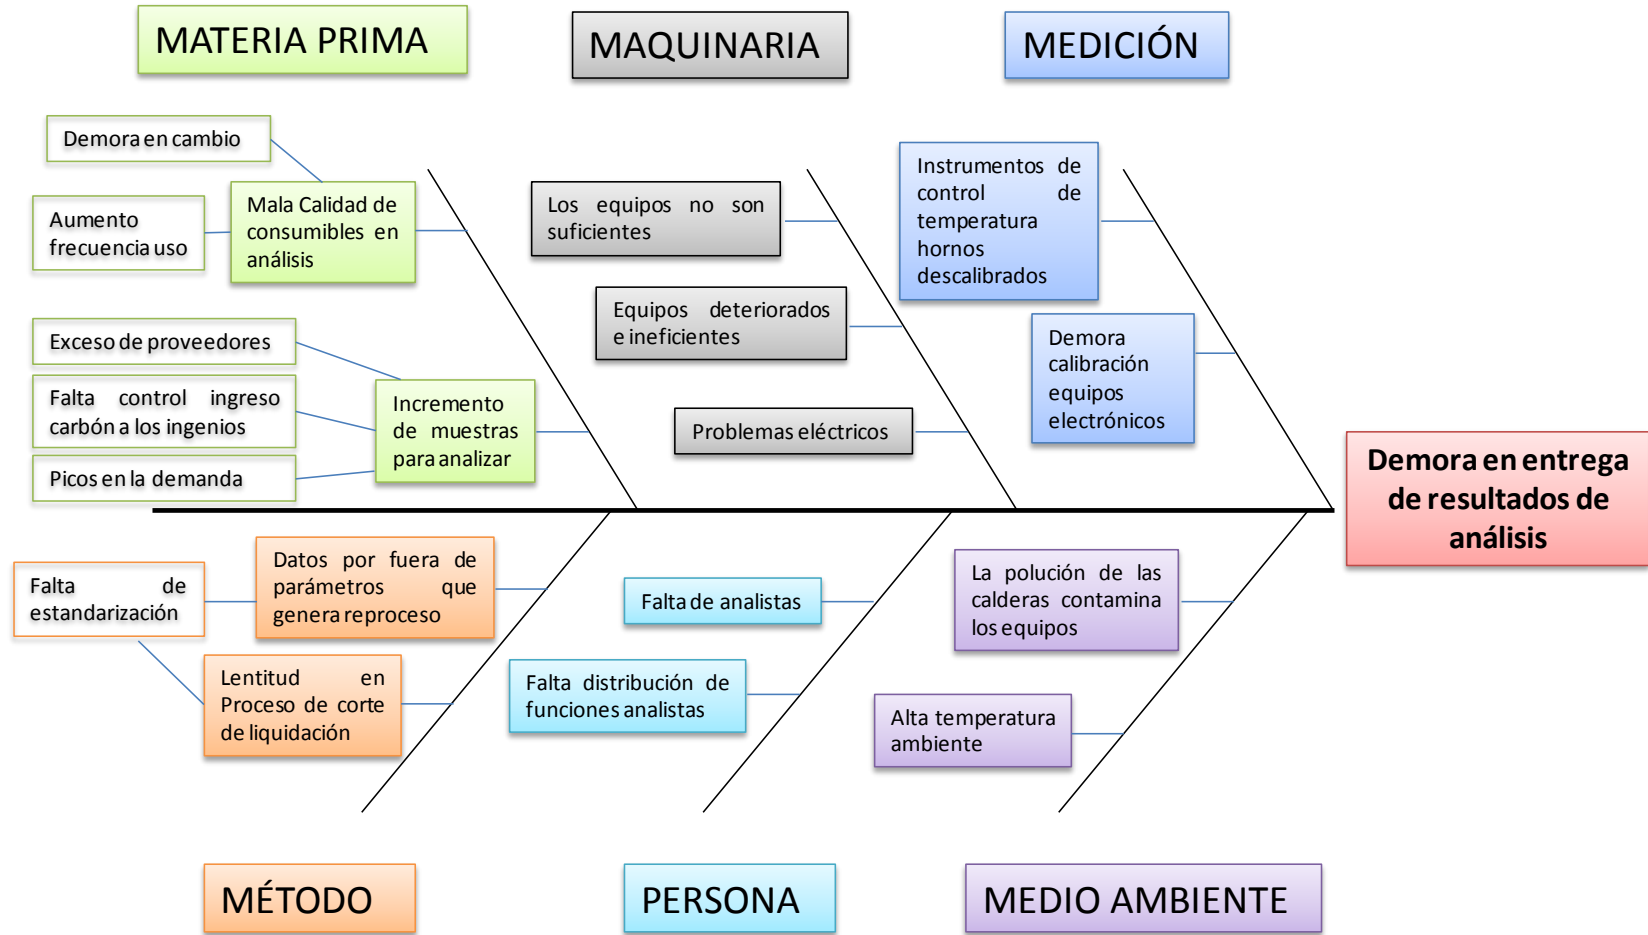 MATERIA PRIMA
MAQUINARIA
MEDICIÓN
Demora en cambio
Aumento
frecuencia uso
Mala Calidad de
consumibles en
análisis
Exceso de proveedores
Falta control ingreso
carbón a los ingenios
Picos en la demanda
Incremento
de muestras
para analizar
Los equipos no son
suficientes
Equipos deteriorados
e ineficientes
Problemas eléctricos
Instrumentos de
control de
temperatura
hornos
descalibrados
Demora
calibración
equipos
electrónicos
Demora en entrega
de resultados de
análisis
Falta de
estandarización
Datos por fuera de
parámetros que
genera reproceso
Lentitud en
Proceso de corte
de liquidación
Falta de analistas
Falta distribución de
funciones analistas
La polución de las
calderas contamina
los equipos
Alta temperatura
ambiente
MÉTODO
PERSONA
MEDIO AMBIENTE